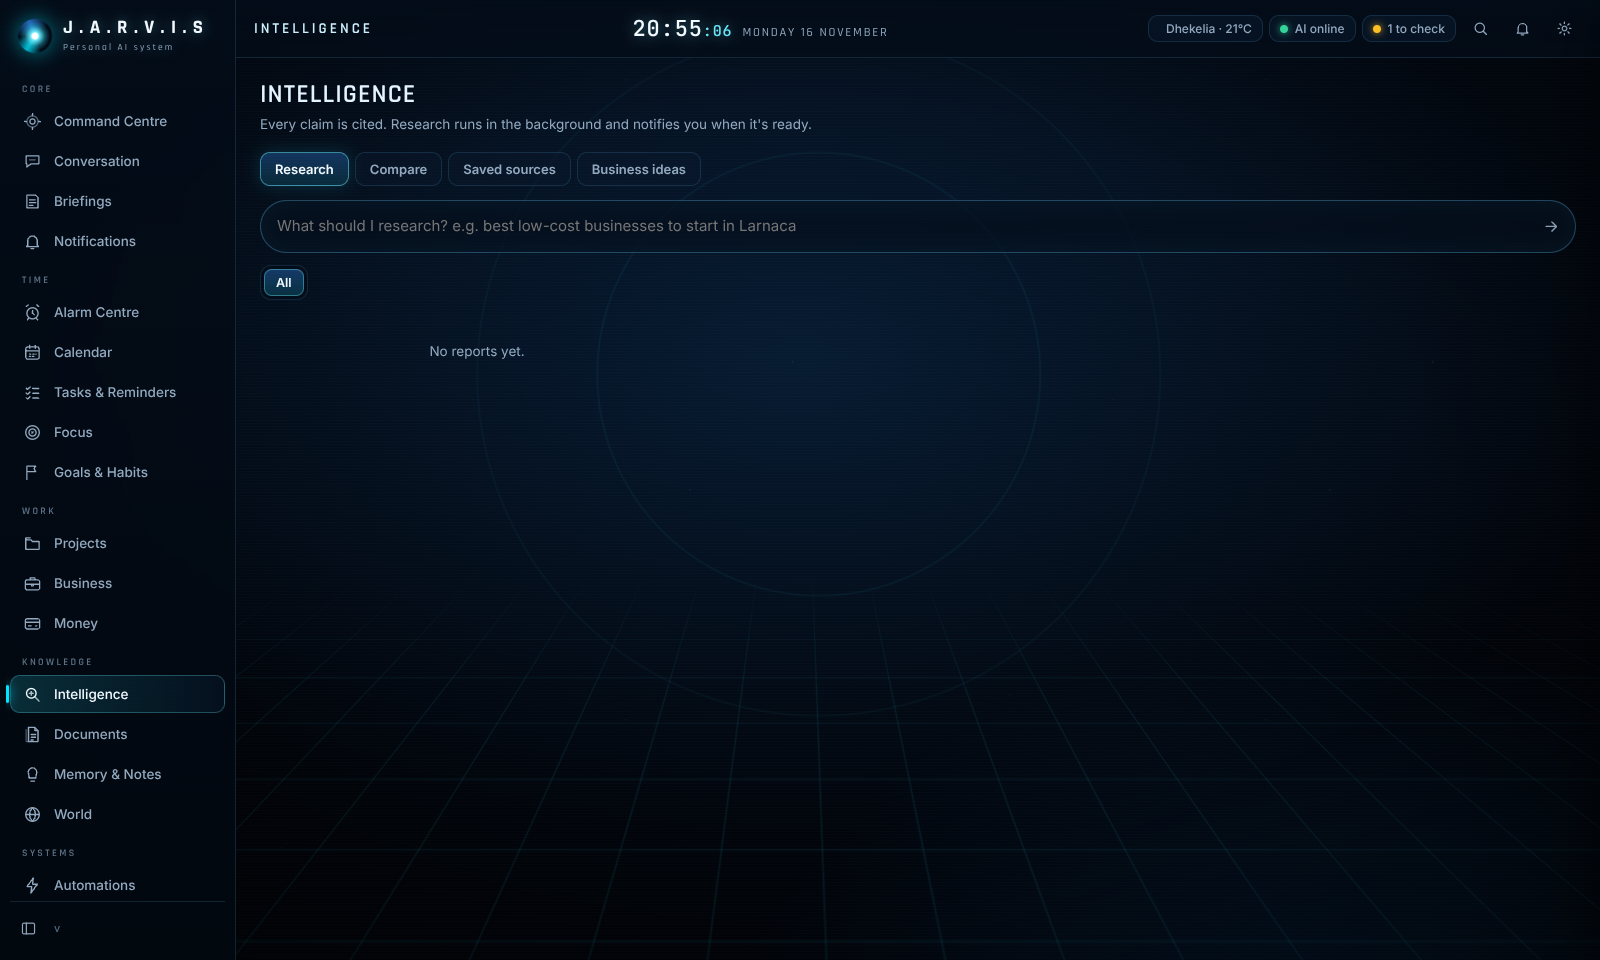 J.A.R.V.I.S
Personal AI system
CORE
Command Centre
Conversation
Briefings
Notifications
TIME
Alarm Centre
Calendar
Tasks & Reminders
Focus
Goals & Habits
WORK
Projects
Business
Money
KNOWLEDGE
Intelligence
Documents
Memory & Notes
World
SYSTEMS
Automations
v
INTELLIGENCE
20:55:06 MONDAY 16 NOVEMBER
Dhekelia · 21°C
AI online
1 to check
INTELLIGENCE
Every claim is cited. Research runs in the background and notifies you when it's ready.
Research Compare Saved sources Business ideas
What should I research? e.g. best low-cost businesses to start in Larnaca
All
No reports yet.